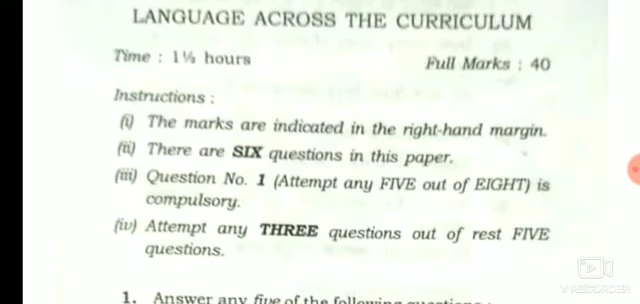 LANGUAGE ACROSS THE CURRICULUM
Time : 1½ hours Full Marks : 40
Instructions :
(i) The marks are indicated in the right-hand margin.
(ii) There are SIX questions in this paper.
(iii) Question No. 1 (Attempt any FIVE out of EIGHT) is
compulsory.
(iv) Attempt any THREE questions out of rest FIVE
questions.
1. Answer any five of the following questions :
V RECORDER